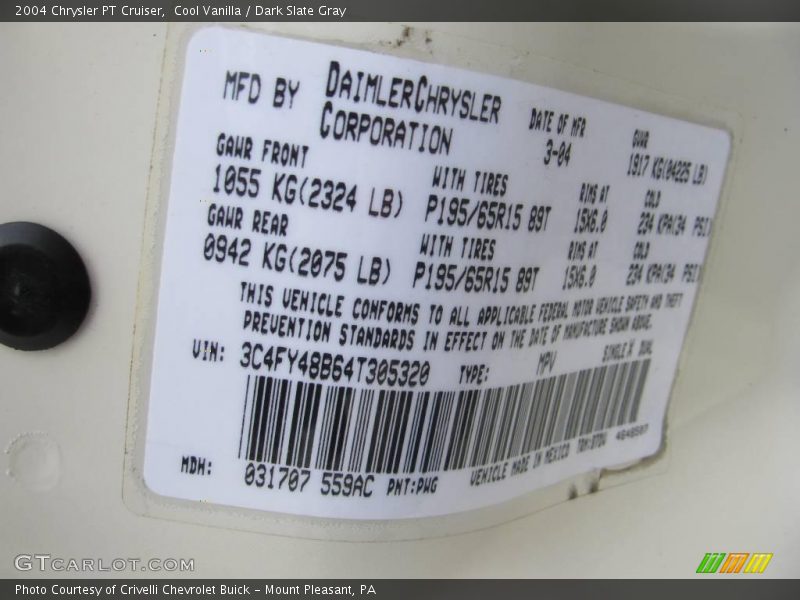 2004 Chrysler PT Cruiser,  Cool Vanilla / Dark Slate Gray
MFD BY DAIMLERCHRYSLER CORPORATION
DATE OF MFR 3-04
GVWR 1917 KG(04225 LB)
GAWR FRONT WITH TIRES RIMS AT COLD
1055 KG(2324 LB) P195/65R15 89T 15X6.0 234 KPA(34 PSI)
GAWR REAR WITH TIRES RIMS AT COLD
0942 KG(2075 LB) P195/65R15 89T 15X6.0 234 KPA(34 PSI)
THIS VEHICLE CONFORMS TO ALL APPLICABLE FEDERAL MOTOR VEHICLE SAFETY AND THEFT
PREVENTION STANDARDS IN EFFECT ON THE DATE OF MANUFACTURE SHOWN ABOVE.
VIN: 3C4FY48B64T305320 TYPE: MPV SINGLE X DUAL
MDH: 031707 559AC PNT:PWG VEHICLE MADE IN MEXICO
GTCARLOT.COM
Photo Courtesy of Crivelli Chevrolet Buick – Mount Pleasant, PA